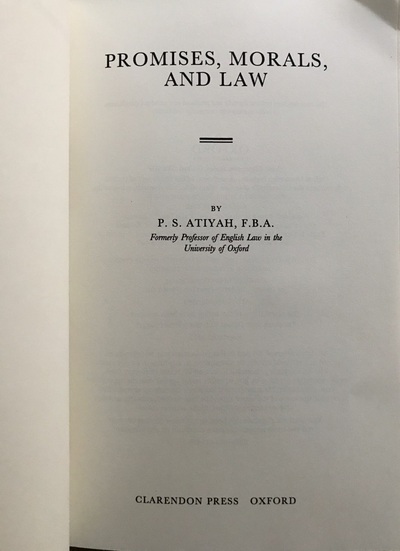 PROMISES, MORALS,
AND LAW
BY
P. S. ATIYAH, F.B.A.
Formerly Professor of English Law in the
University of Oxford
CLARENDON PRESS OXFORD